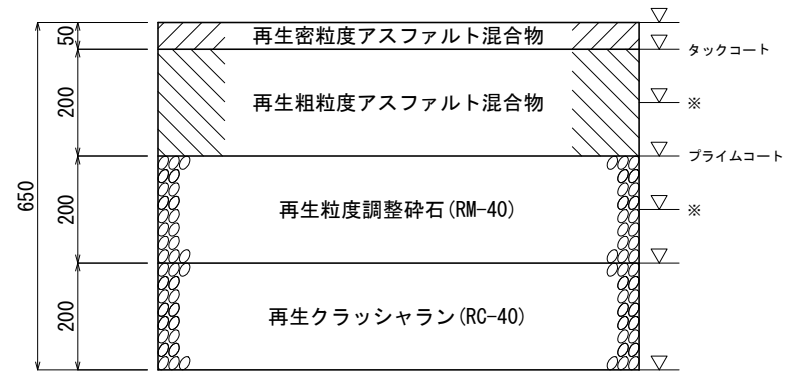 50
再生密粒度アスファルト混合物
タックコート
200
再生粗粒度アスファルト混合物
※
プライムコート
650
200
再生粒度調整砕石(RM-40)
※
200
再生クラッシャラン(RC-40)